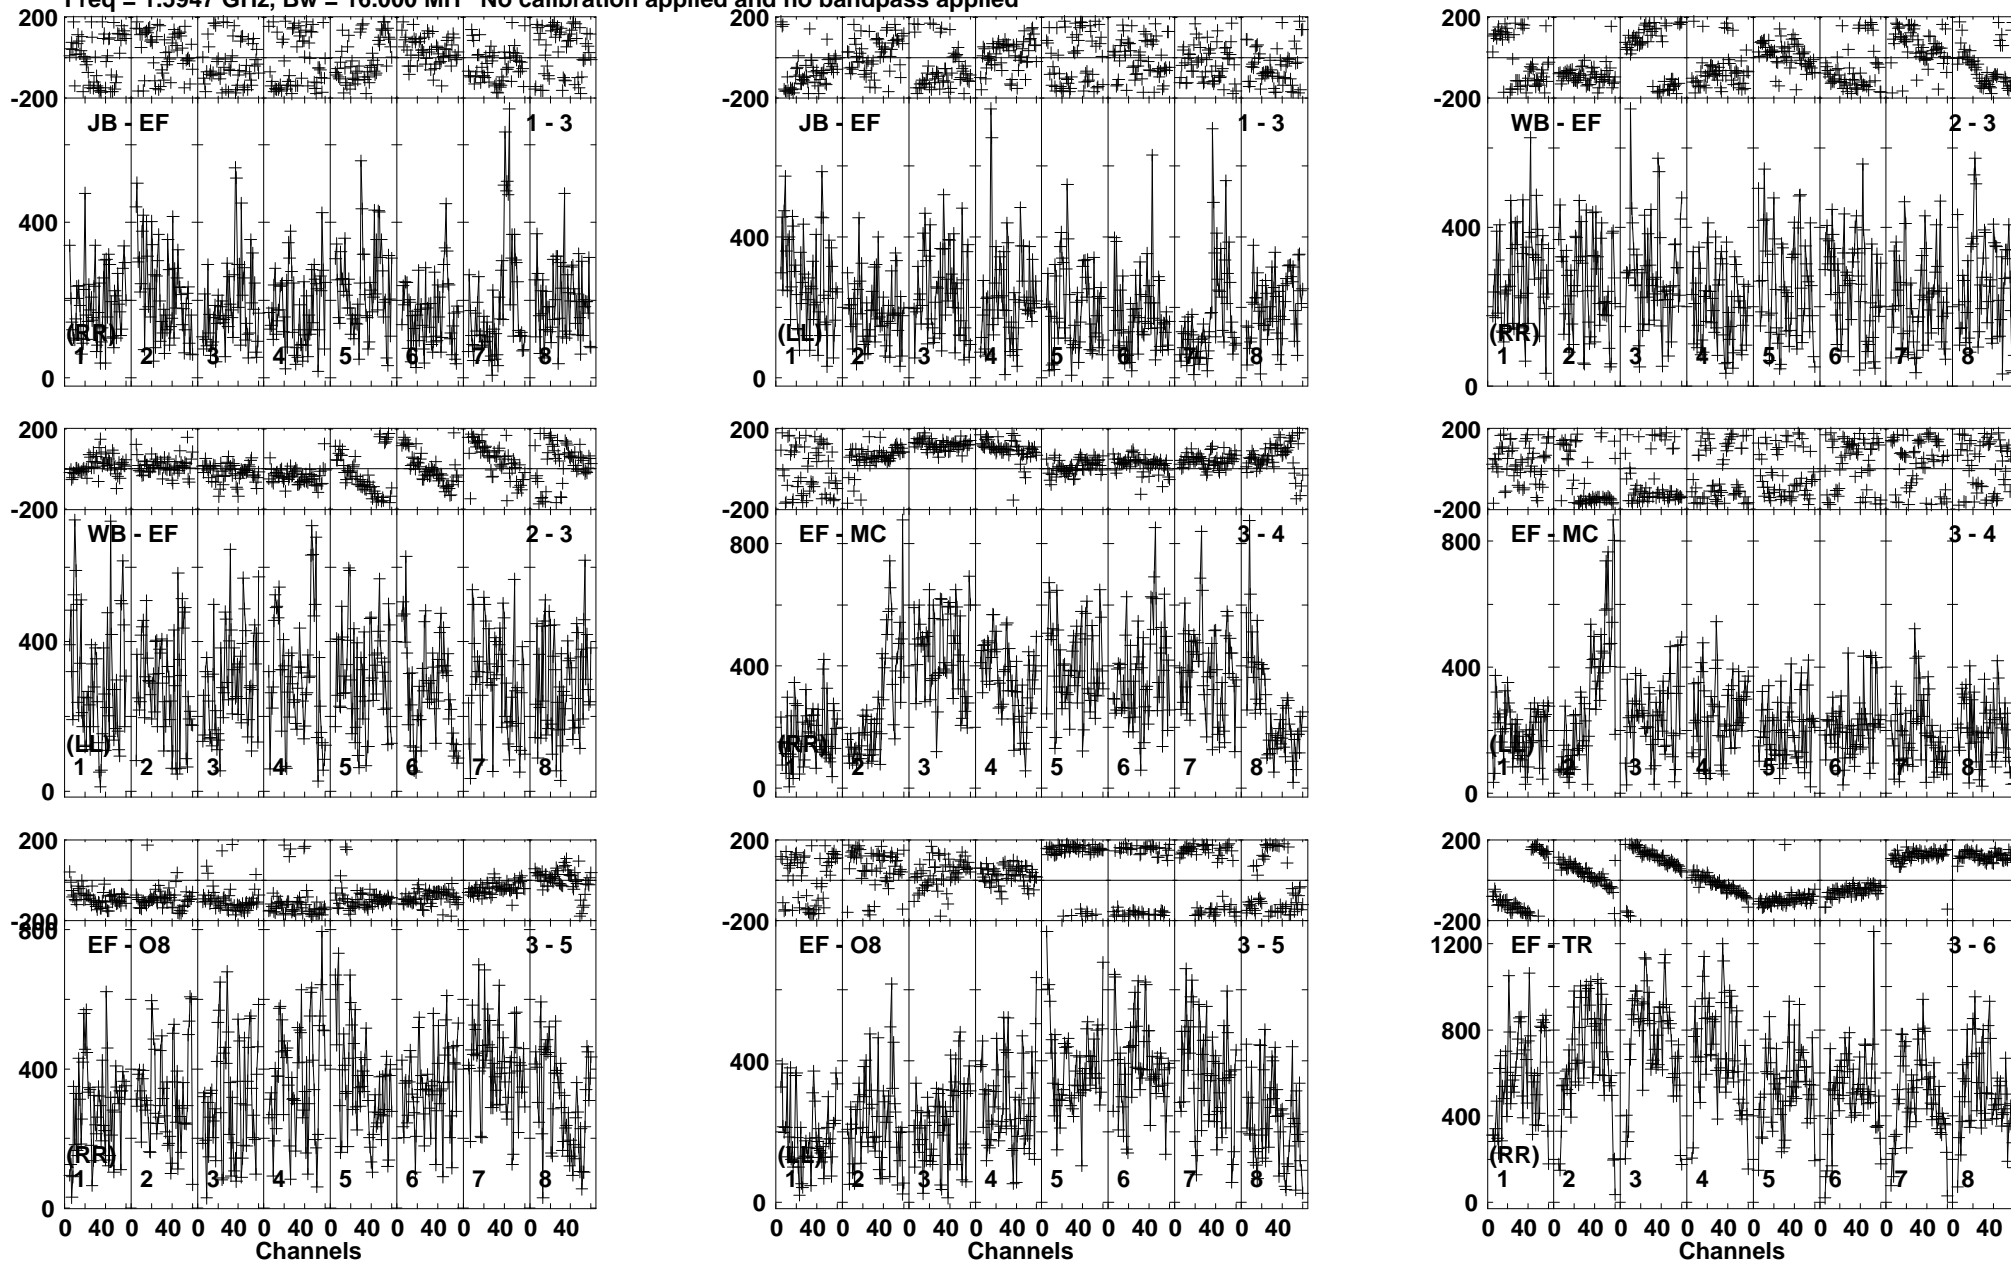 Freq = 1.5947 GHz, Bw = 16.000 MH No calibration applied and no bandpass applied
200 200 200
-200 -200 -200
JB - EF 1 - 3 JB - EF 1 - 3 WB - EF 2 - 3
400 400 400
(RR) (LL) (RR)
1 2 3 4 5 6 7 8 1 2 3 4 5 6 7 8 1 2 3 4 5 6 7 8
0 0 0
200 200 200
-200 -200 -200
WB - EF 2 - 3 EF - MC 3 - 4 EF - MC 3 - 4
800 800
400 400 400
(LL) (RR) (LL)
1 2 3 4 5 6 7 8 1 2 3 4 5 6 7 8 1 2 3 4 5 6 7 8
0 0 0
200 200 200
-200 -200 -200
800 1200
EF - O8 3 - 5 EF - O8 3 - 5 EF - TR 3 - 6
800
400 400 400
(RR) (LL) (RR)
1 2 3 4 5 6 7 8 1 2 3 4 5 6 7 8 1 2 3 4 5 6 7 8
0 0 0
0 40 0 40 0 40 0 40 0 40 0 40 0 40 0 40 0 40 0 40 0 40 0 40 0 40 0 40 0 40 0 40 0 40 0 40 0 40 0 40 0 40 0 40 0 40 0 40
Channels Channels Channels